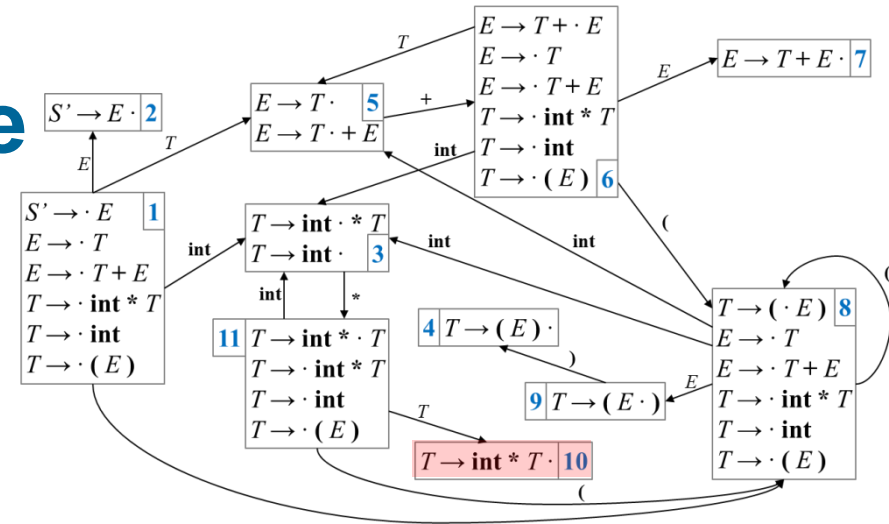 e
S' → E · 2
E
T
S' → · E 1
E → · T
E → · T + E
T → · int * T
T → · int
T → · ( E )
int
E → T · 5
E → T · + E
+
T
E → T + · E
E → · T
E → · T + E
T → · int * T
T → · int
T → · ( E ) 6
E
E → T + E · 7
int
T → int · * T
T → int · 3
int
int
(
int
*
11 T → int * · T
T → · int * T
T → · int
T → · ( E )
4 T → ( E ) ·
)
9 T → ( E · )
E
T
T → int * T · 10
(
T → ( · E ) 8
E → · T
E → · T + E
T → · int * T
T → · int
T → · ( E )
(